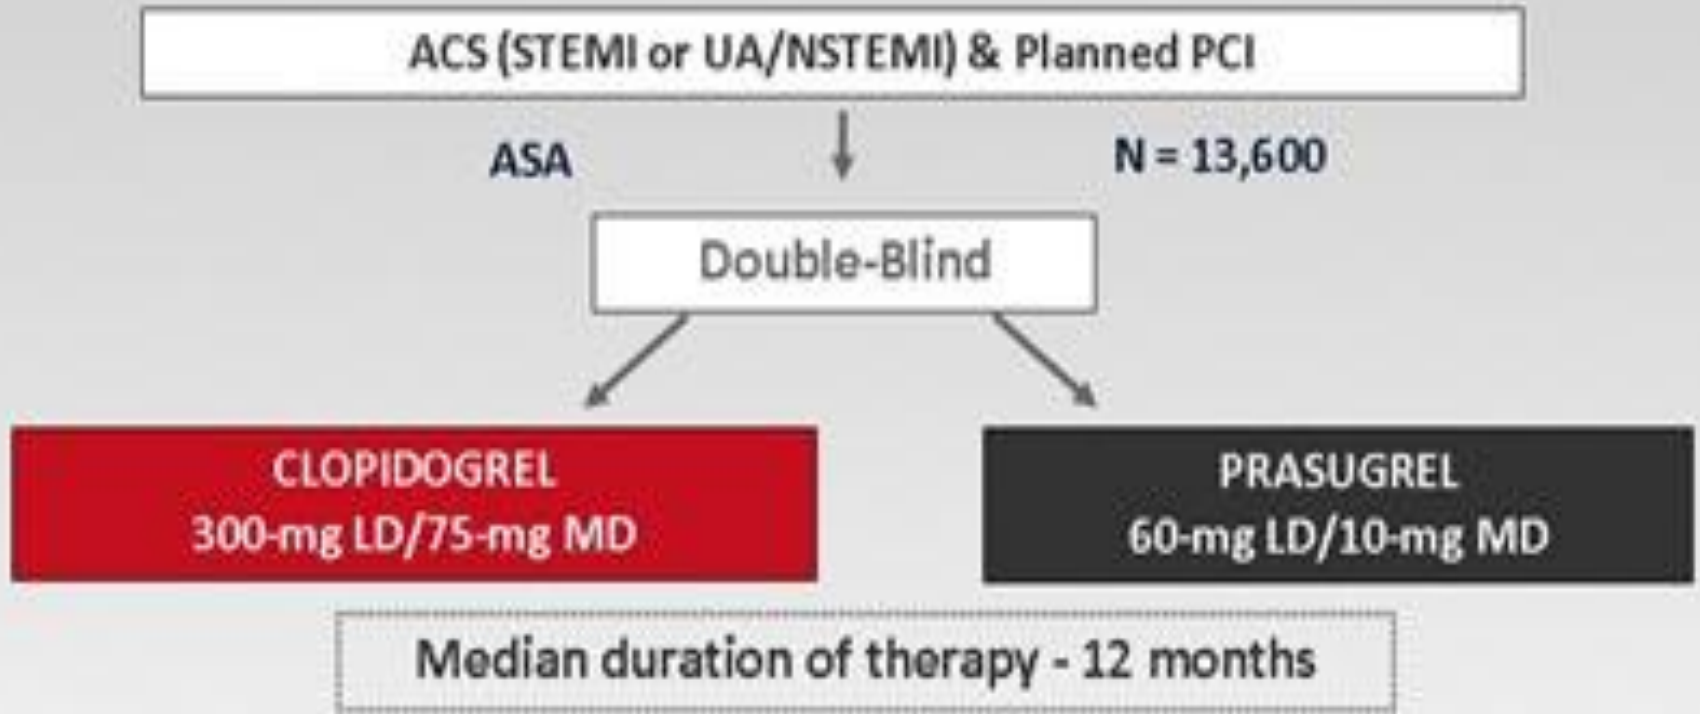 ACS (STEMI or UA/NSTEMI) & Planned PCI
ASA
N = 13,600
Double-Blind
CLOPIDOGREL
300-mg LD/75-mg MD
PRASUGREL
60-mg LD/10-mg MD
Median duration of therapy - 12 months